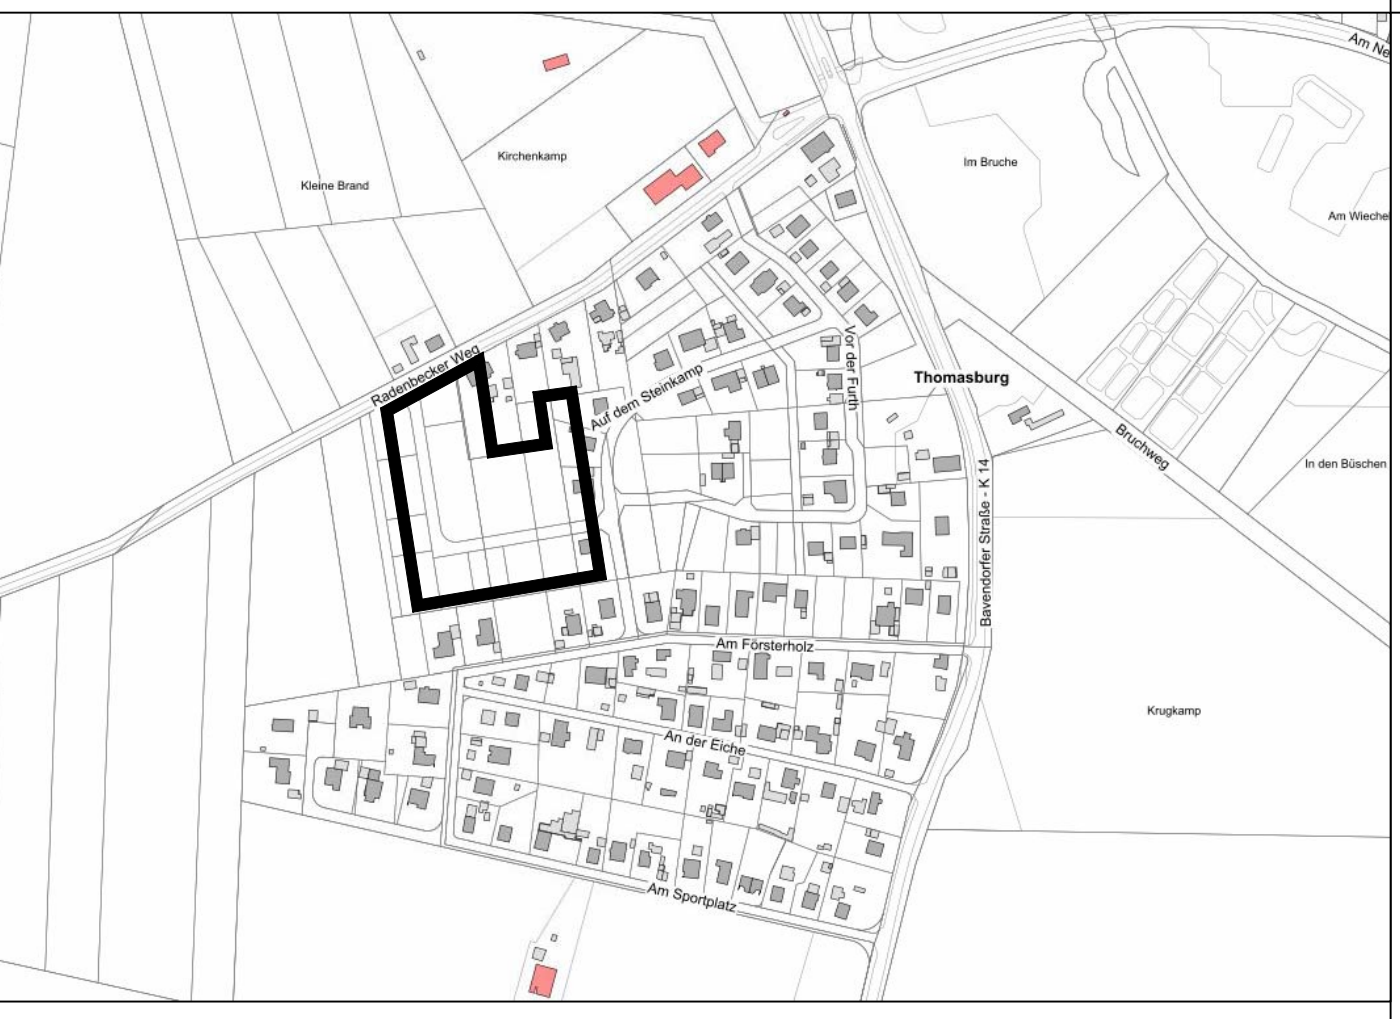 Am Ne
Kirchenkamp
Im Bruche
Kleine Brand
Am Wieche
Radenbecker Weg
Vor der Furth
Thomasburg
Auf dem Steinkamp
Bruchweg
In den Büschen
Bavendorfer Straße - K 14
Am Försterholz
Krugkamp
An der Eiche
Am Sportplatz